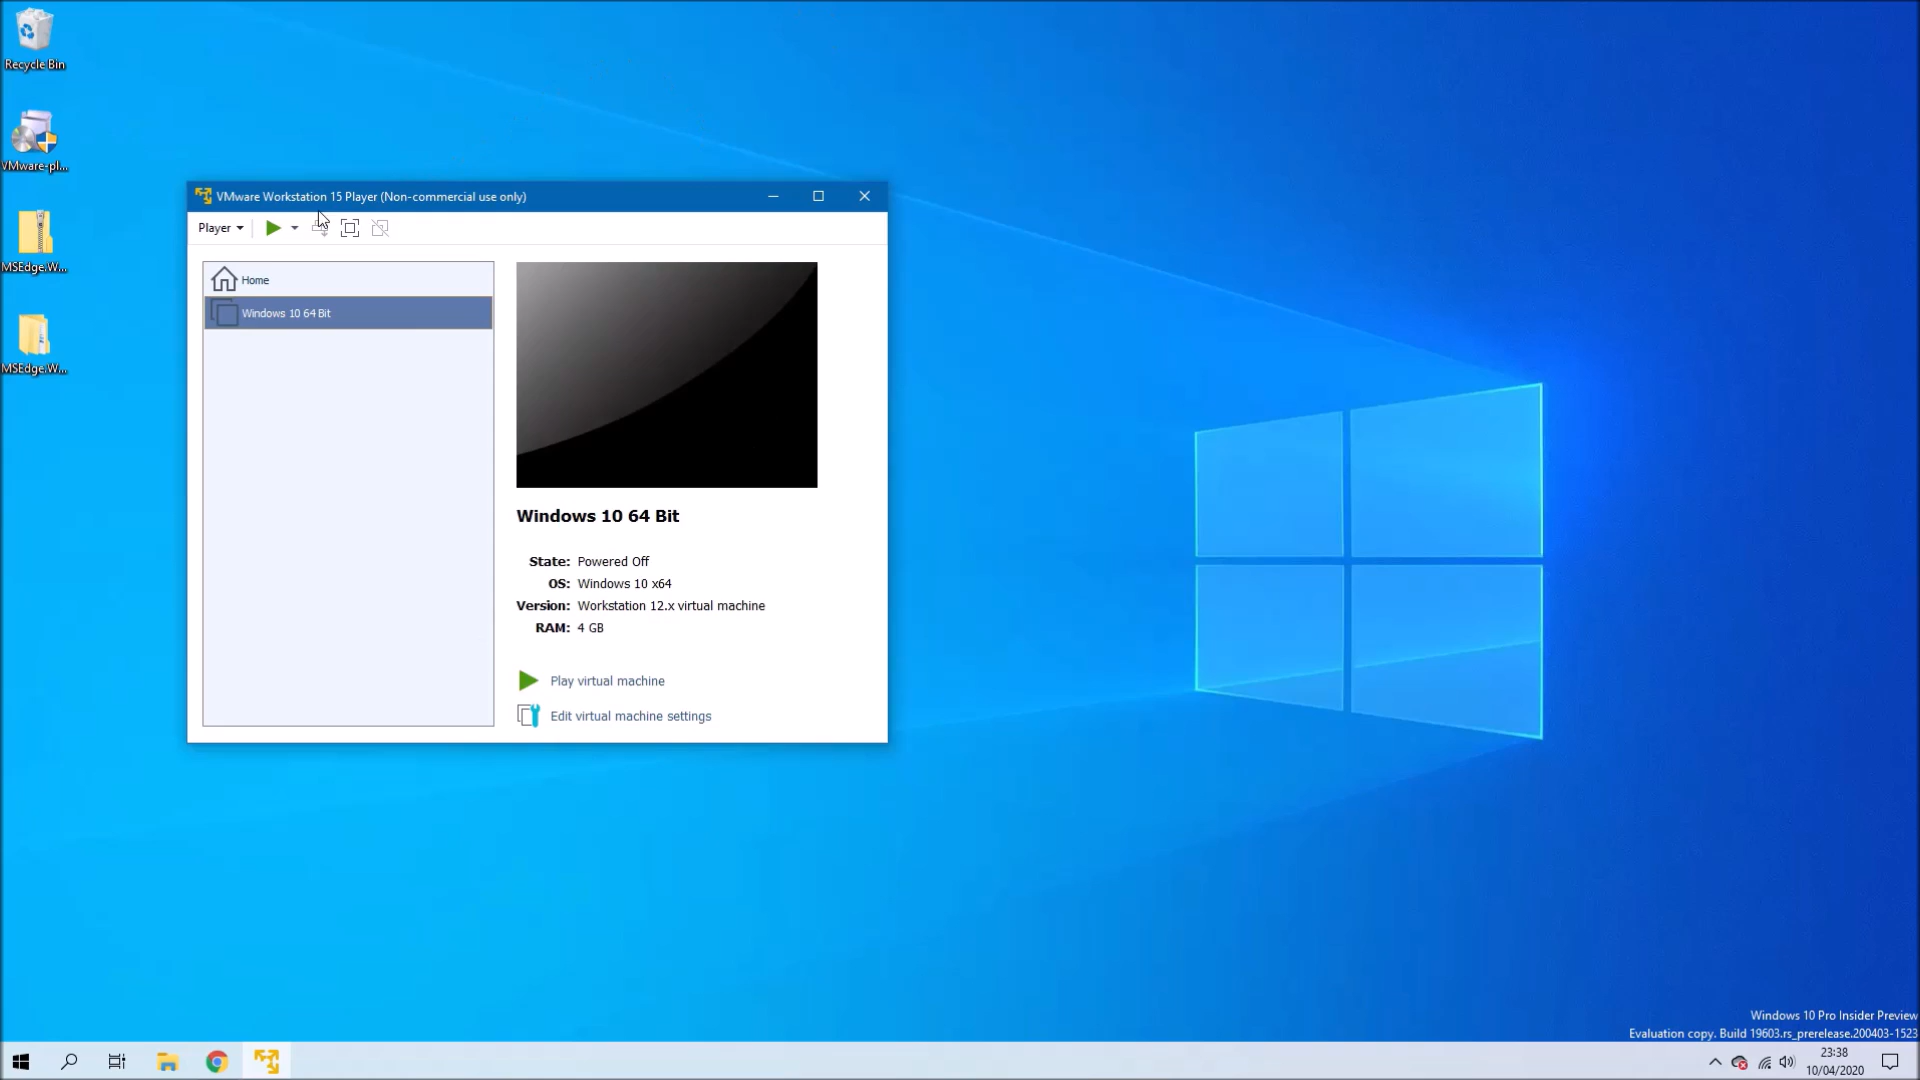 Recycle Bin
VMware-pl...
MSEdge.W...
MSEdge.W...
VMware Workstation 15 Player (Non-commercial use only)
Player
Home
Windows 10 64 Bit
Windows 10 64 Bit
State: Powered Off
OS: Windows 10 x64
Version: Workstation 12.x virtual machine
RAM: 4 GB
Play virtual machine
Edit virtual machine settings
Windows 10 Pro Insider Preview
Evaluation copy. Build 19603.rs_prerelease.200403-1523
23:38
10/04/2020